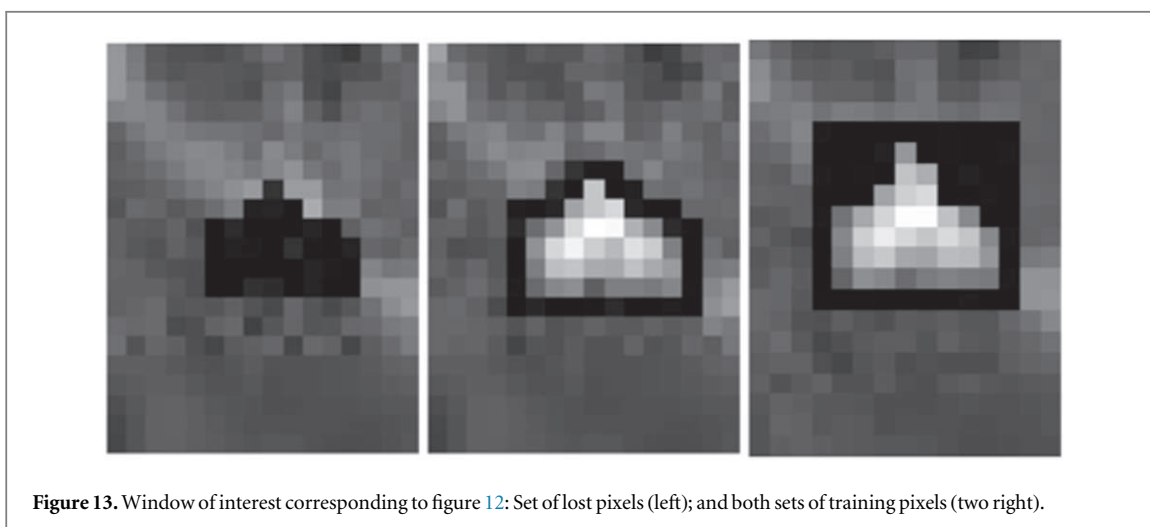 Figure 13. Window of interest corresponding to figure 12: Set of lost pixels (left); and both sets of training pixels (two right).